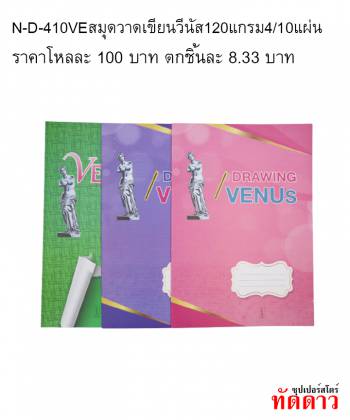 N-D-410VEสมุดวาดเขียนวีนัส120แกรม4/10แผ่น
ราคาโหลละ 100 บาท ตกชิ้นละ 8.33 บาท
VE
D
V
DRAWING
VENUs
ซุปเปอร์สโตร์
ทัดดาว